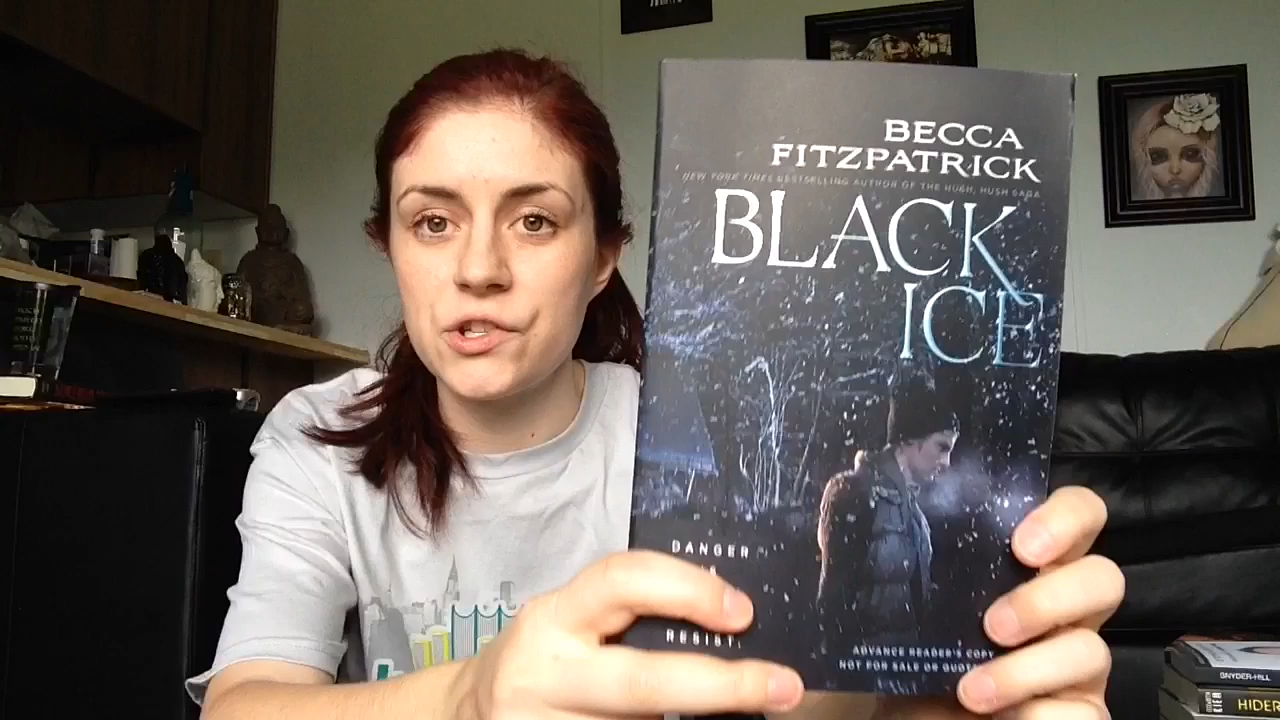 BECCA
FITZPATRICK
NEW YORK TIMES BESTSELLING AUTHOR OF THE HUSH, HUSH SAGA
BLACK
ICE
DANGER
RESIST.
ADVANCE READER'S COPY
NOT FOR SALE OR QUOTA
SNYDER-HILL
HIDER